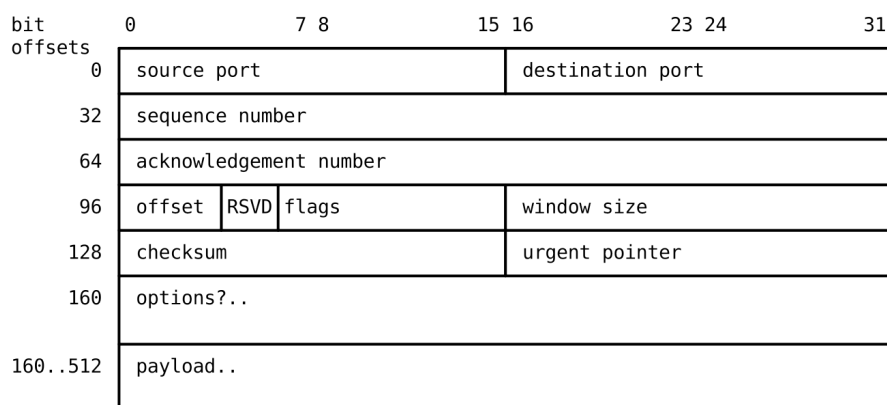 bit 0 7 8 15 16 23 24 31
offsets
0 source port destination port
32 sequence number
64 acknowledgement number
96 offset RSVD flags window size
128 checksum urgent pointer
160 options?..
160..512 payload..